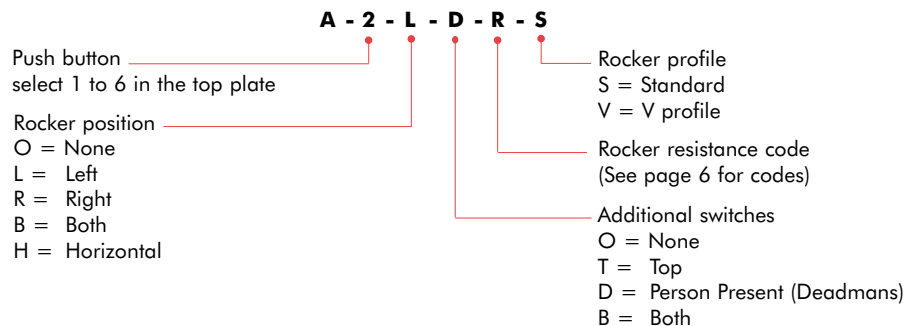 A - 2 - L - D - R - S
Push button
select 1 to 6 in the top plate
Rocker position
O = None
L = Left
R = Right
B = Both
H = Horizontal
Rocker profile
S = Standard
V = V profile
Rocker resistance code
(See page 6 for codes)
Additional switches
O = None
T = Top
D = Person Present (Deadmans)
B = Both